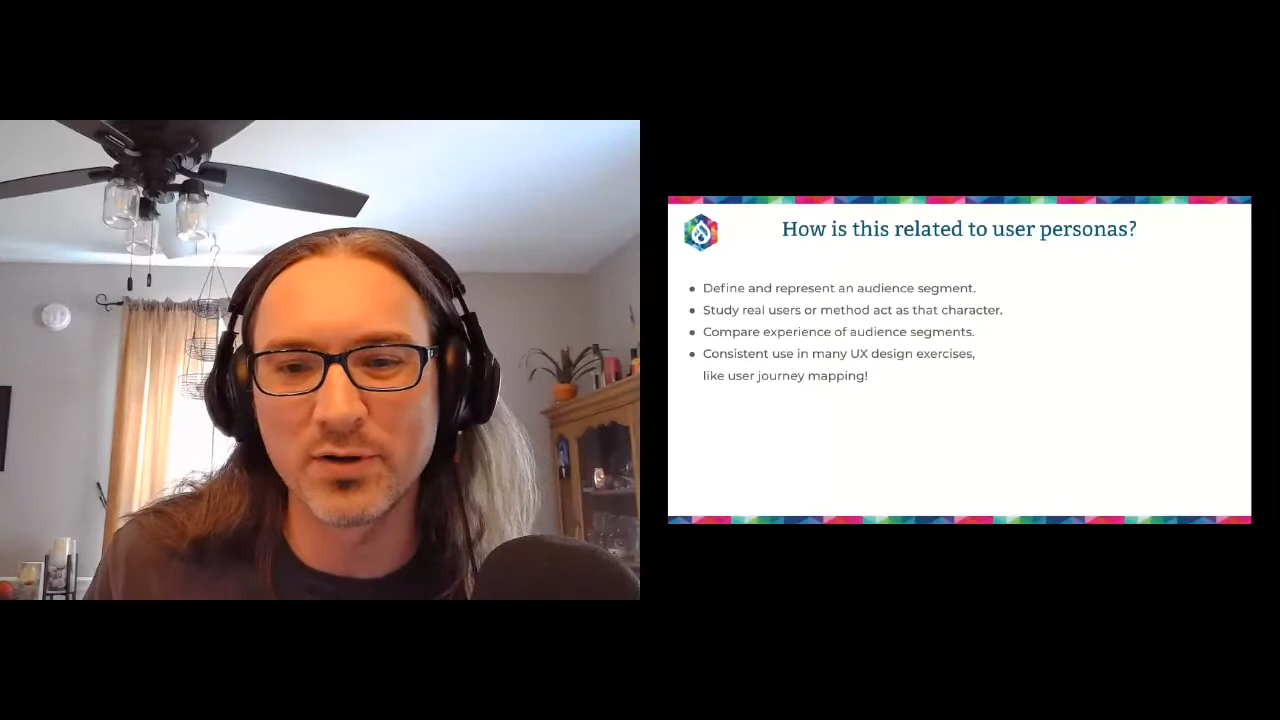 How is this related to user personas?
● Define and represent an audience segment.
● Study real users or method act as that character.
● Compare experience of audience segments.
● Consistent use in many UX design exercises,
like user journey mapping!